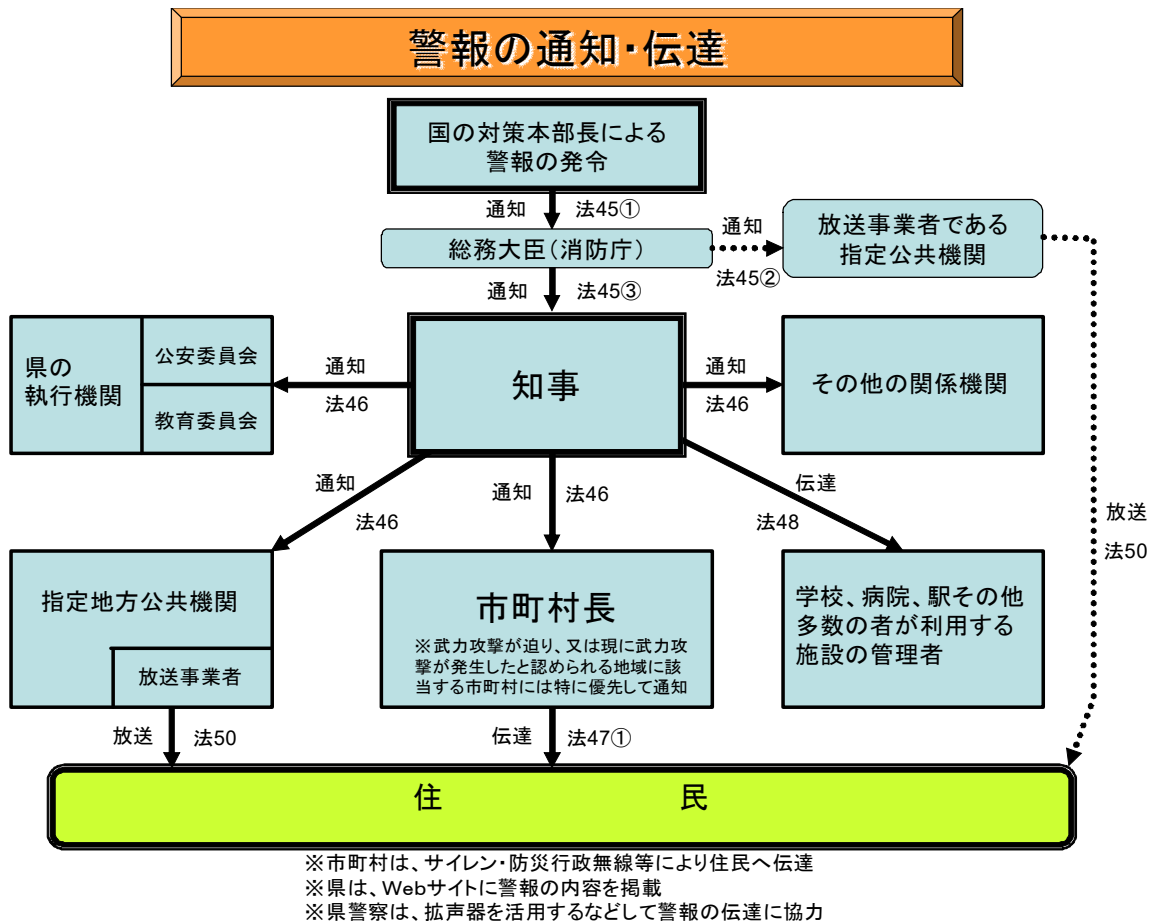 警報の通知・伝達
国の対策本部長による
警報の発令
通知 法45①
総務大臣(消防庁)
通知
法45②
放送事業者である
指定公共機関
通知 法45③
県の
執行機関
公安委員会
教育委員会
通知
法46
知事
通知
法46
その他の関係機関
通知
法46
通知 法46
伝達
法48
放送
法50
指定地方公共機関
放送事業者
市町村長
※武力攻撃が迫り、又は現に武力攻
撃が発生したと認められる地域に該
当する市町村には特に優先して通知
学校、病院、駅その他
多数の者が利用する
施設の管理者
放送 法50
伝達 法47①
住 民
※市町村は、サイレン・防災行政無線等により住民へ伝達
※県は、Webサイトに警報の内容を掲載
※県警察は、拡声器を活用するなどして警報の伝達に協力